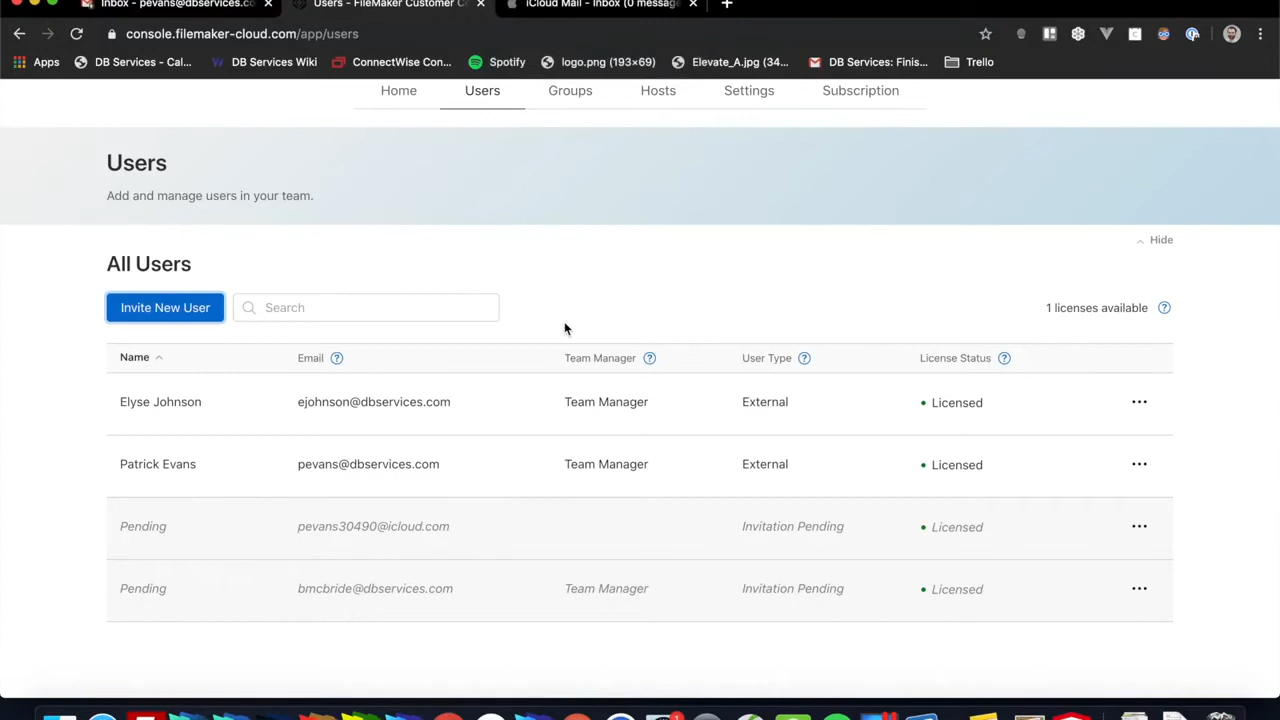 Inbox - pevans@dbservices.co
Users - FileMaker Customer C
iCloud Mail - Inbox (0 message
console.filemaker-cloud.com/app/users
Apps
DB Services - Cal...
DB Services Wiki
ConnectWise Con...
Spotify
logo.png (193×69)
Elevate_A.jpg (34...
DB Services: Finis...
Trello
Home
Users
Groups
Hosts
Settings
Subscription
Users
Add and manage users in your team.
Hide
All Users
Invite New User
Search
1 licenses available
Name
Email
Team Manager
User Type
License Status
Elyse Johnson
ejohnson@dbservices.com
Team Manager
External
Licensed
Patrick Evans
pevans@dbservices.com
Team Manager
External
Licensed
Pending
pevans30490@icloud.com
Invitation Pending
Licensed
Pending
bmcbride@dbservices.com
Team Manager
Invitation Pending
Licensed